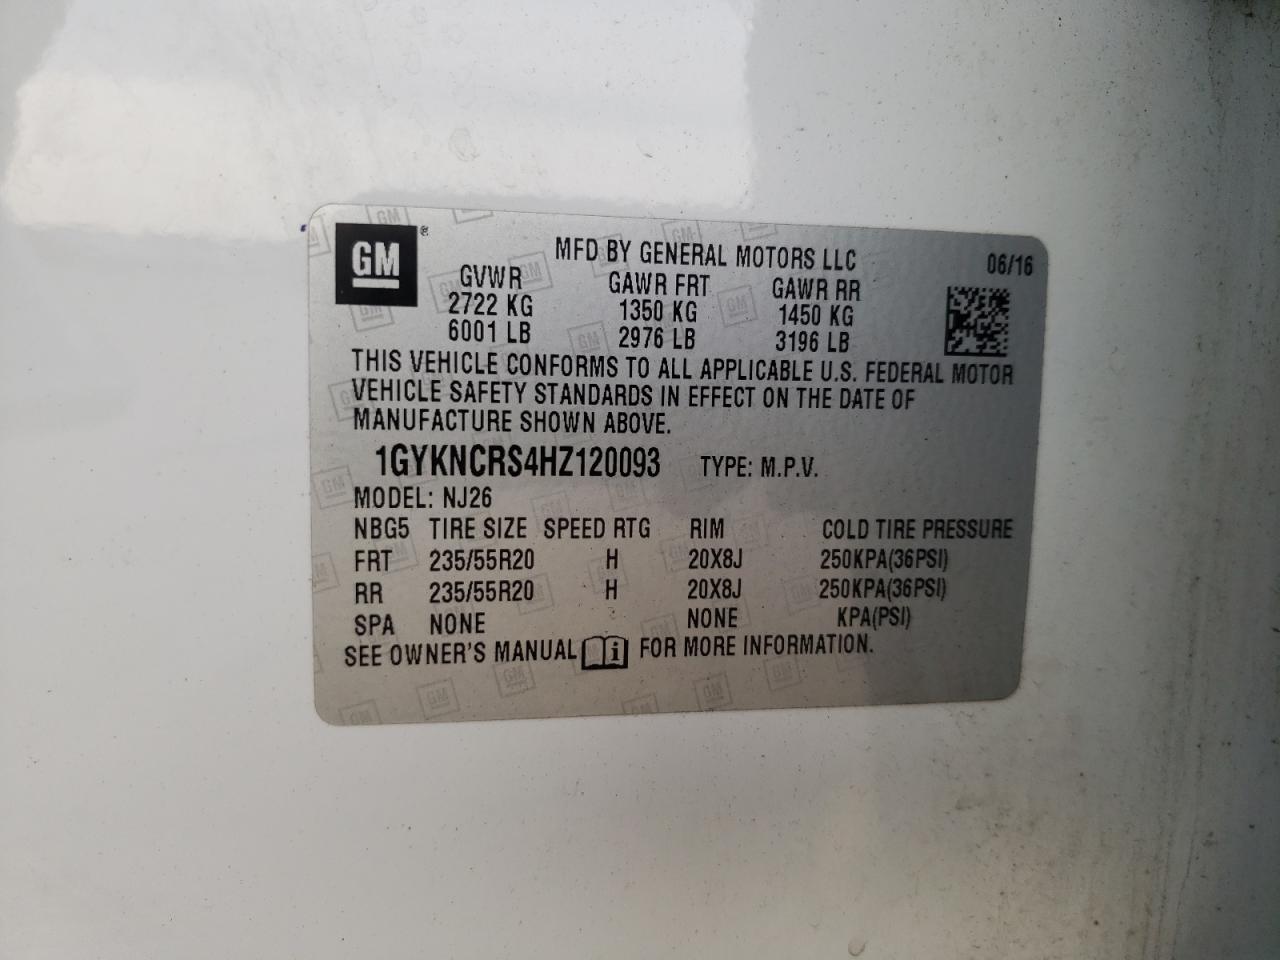 GM®
MFD BY GENERAL MOTORS LLC
06/16
GVWR GAWR FRT GAWR RR
2722 KG 1350 KG 1450 KG
6001 LB 2976 LB 3196 LB
THIS VEHICLE CONFORMS TO ALL APPLICABLE U.S. FEDERAL MOTOR
VEHICLE SAFETY STANDARDS IN EFFECT ON THE DATE OF
MANUFACTURE SHOWN ABOVE.
1GYKNCRS4HZ120093 TYPE: M.P.V.
MODEL: NJ26
NBG5 TIRE SIZE SPEED RTG RIM COLD TIRE PRESSURE
FRT 235/55R20 H 20X8J 250KPA(36PSI)
RR 235/55R20 H 20X8J 250KPA(36PSI)
SPA NONE NONE KPA(PSI)
SEE OWNER'S MANUAL i FOR MORE INFORMATION.